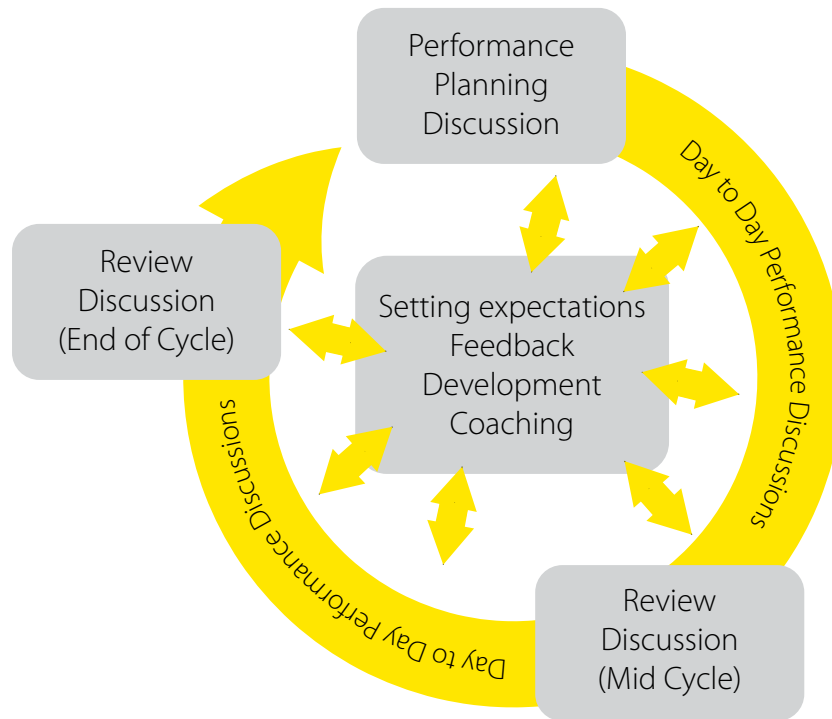 Performance
Planning
Discussion
Day to Day Performance Discussions
Review
Discussion
(End of Cycle)
Setting expectations
Feedback
Development
Coaching
Day to Day Performance Discussions
Review
Discussion
(Mid Cycle)